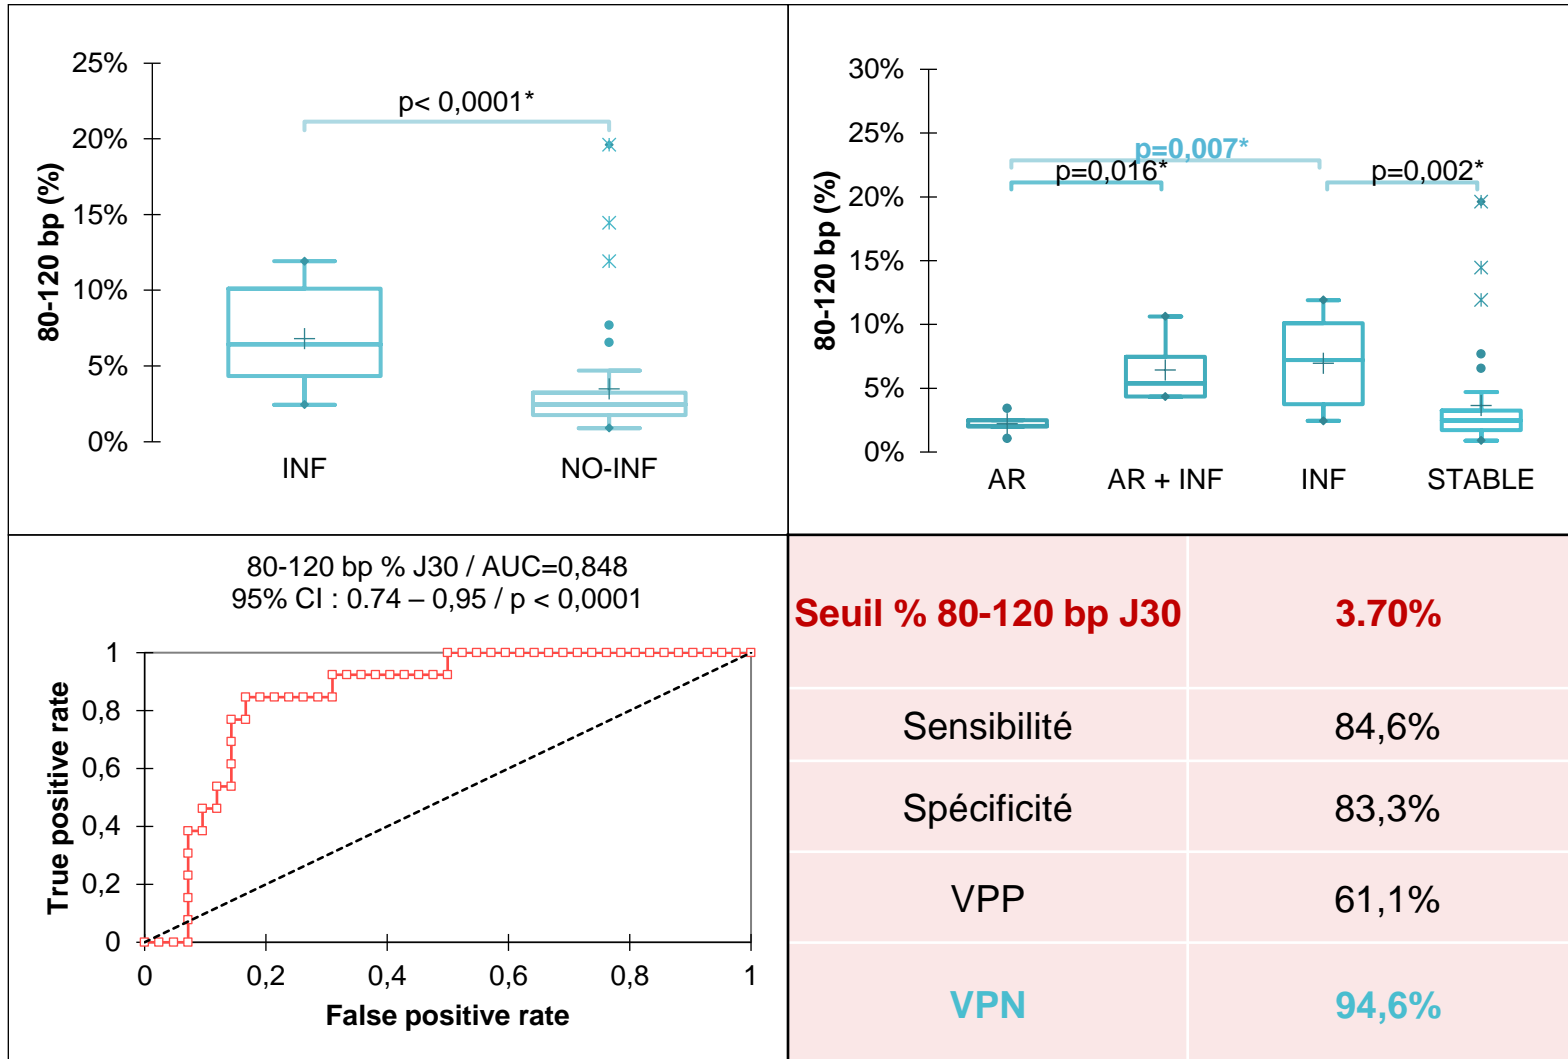 25%
20%
15%
10%
5%
0%
80-120 bp (%)
p< 0,0001*
INF NO-INF
30%
25%
20%
15%
10%
5%
0%
80-120 bp (%)
p=0,007*
p=0,016* p=0,002*
AR AR + INF INF STABLE
80-120 bp % J30 / AUC=0,848
95% CI : 0.74 – 0,95 / p < 0,0001
1
0,8
0,6
0,4
0,2
0
True positive rate
0 0,2 0,4 0,6 0,8 1
False positive rate
Seuil % 80-120 bp J30 3.70%
Sensibilité 84,6%
Spécificité 83,3%
VPP 61,1%
VPN 94,6%